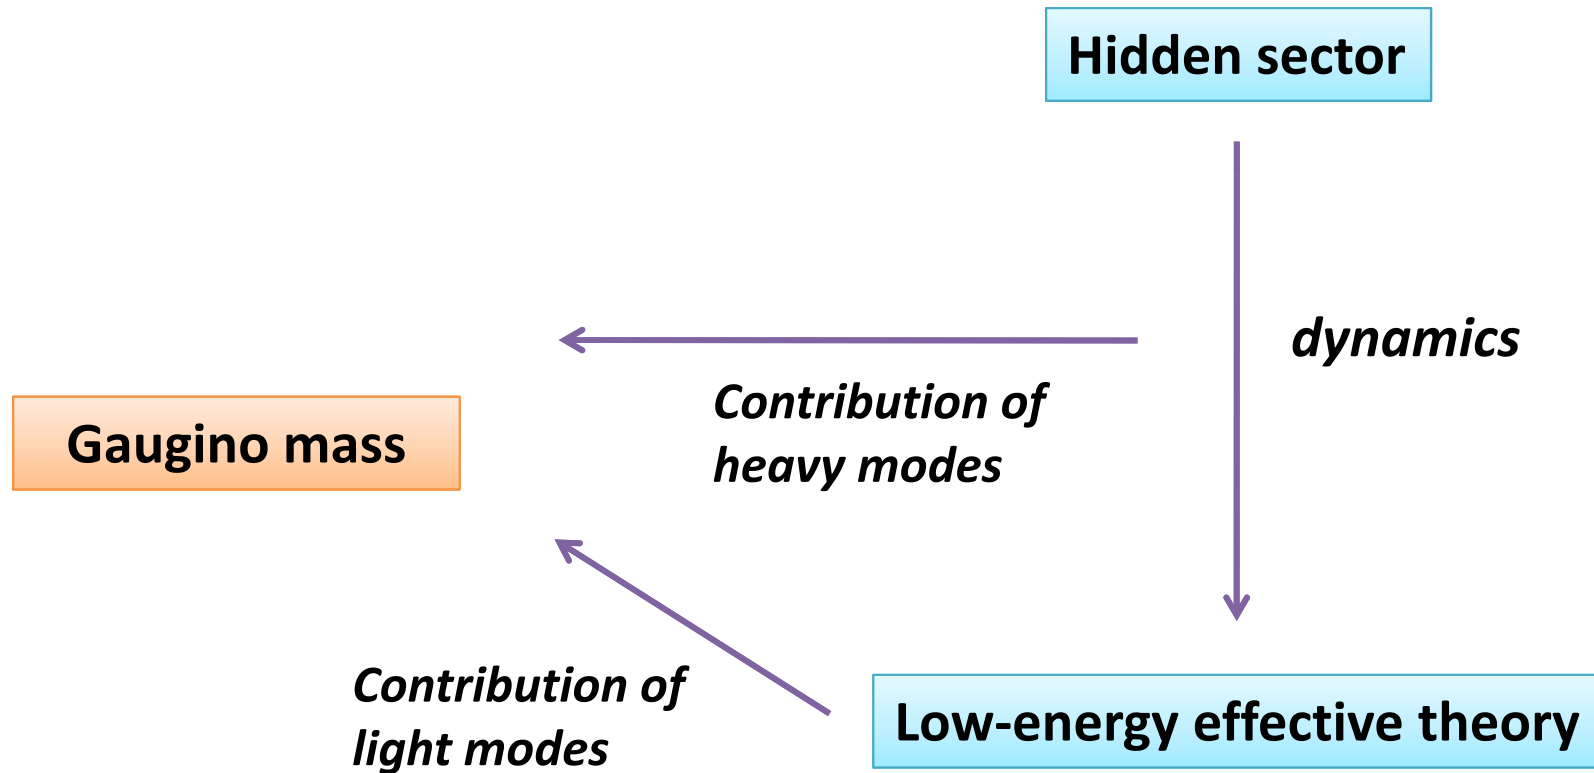 Hidden sector
dynamics
Contribution of
heavy modes
Gaugino mass
Contribution of
light modes
Low-energy effective theory